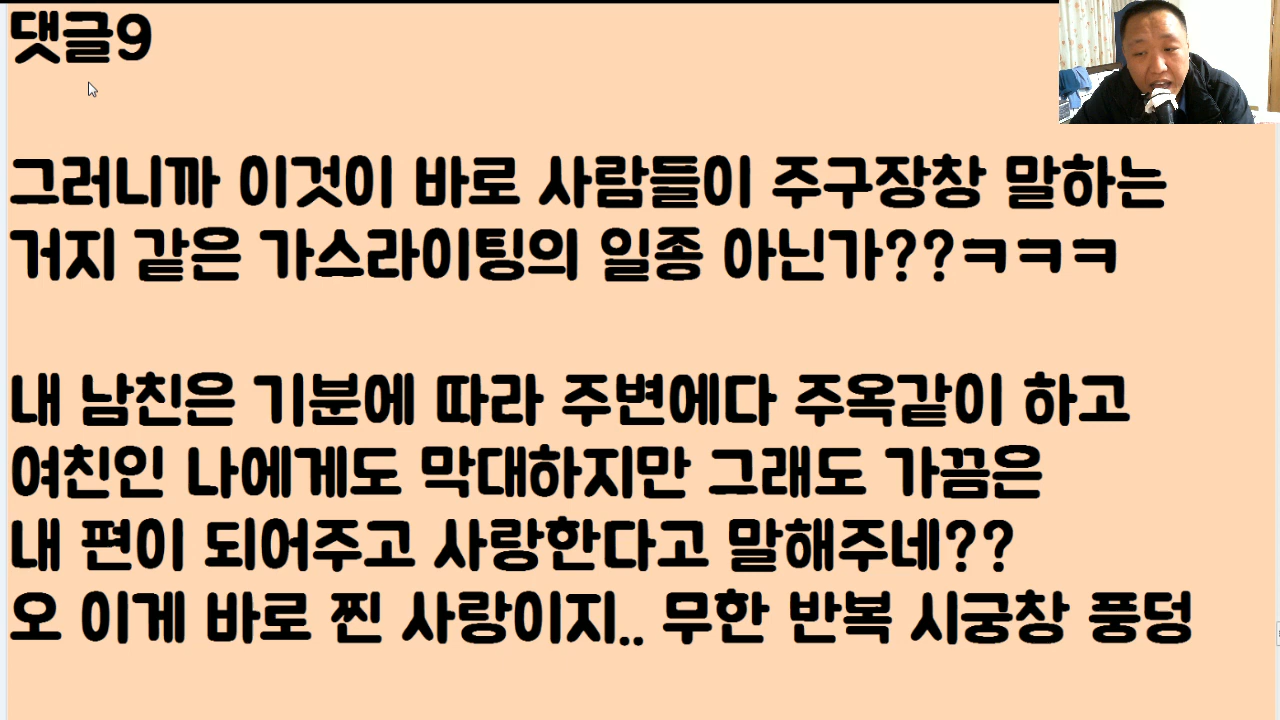 댓글9
그러니까 이것이 바로 사람들이 주구장창 말하는
거지 같은 가스라이팅의 일종 아닌가??ㅋㅋㅋ
내 남친은 기분에 따라 주변에다 주옥같이 하고
여친인 나에게도 막대하지만 그래도 가끔은
내 편이 되어주고 사랑한다고 말해주네??
오 이게 바로 찐 사랑이지.. 무한 반복 시궁창 풍덩